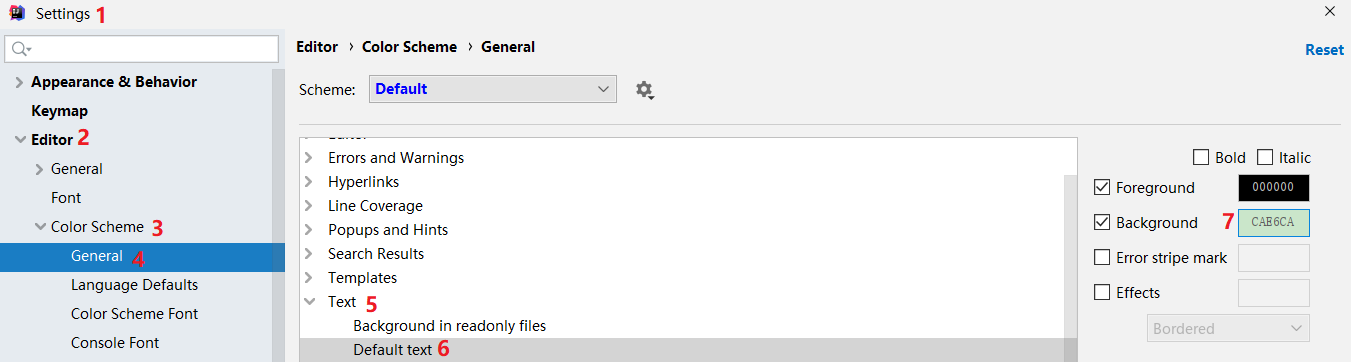 Settings 1
Editor › Color Scheme › General
Reset
Appearance & Behavior
Keymap
Editor 2
General
Font
Color Scheme 3
General 4
Language Defaults
Color Scheme Font
Console Font
Scheme: Default
Editor
Errors and Warnings
Hyperlinks
Line Coverage
Popups and Hints
Search Results
Templates
Text 5
Background in readonly files
Default text 6
Bold Italic
Foreground 000000
Background 7 CAE6CA
Error stripe mark
Effects
Bordered